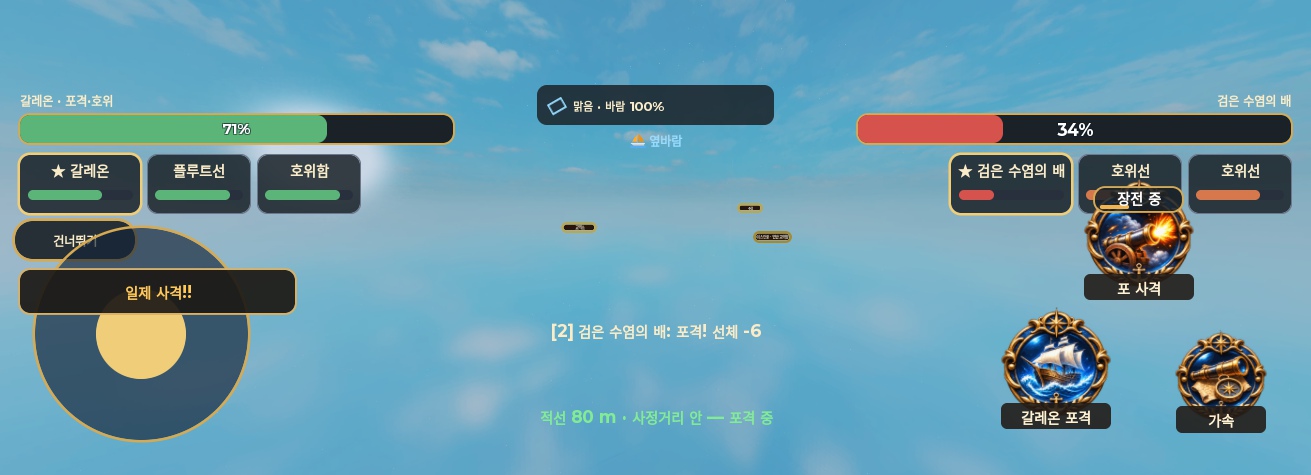 갈레온 · 포격·호위
71%
★ 갈레온
플루트선
호위함
건너뛰기
일제 사격!!
맑음 · 바람 100%
옆바람
[2] 검은 수염의 배: 포격! 선체 -6
적선 80 m · 사정거리 안 — 포격 중
검은 수염의 배
34%
★ 검은 수염의 배
호위선
호위선
장전 중
포 사격
갈레온 포격
가속